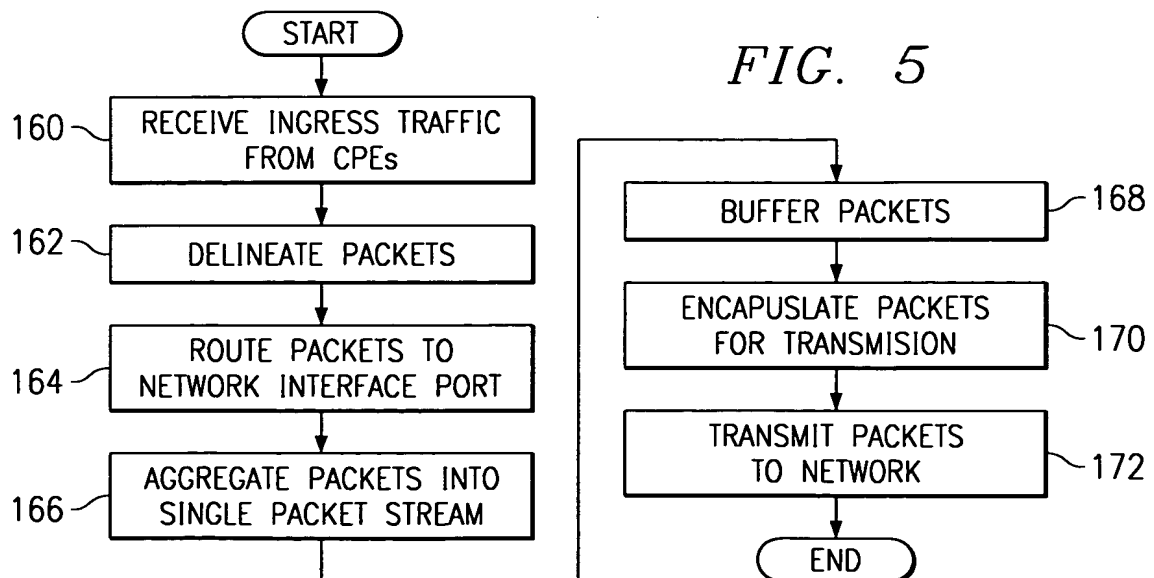 FIG. 5
START
160
RECEIVE INGRESS TRAFFIC
FROM CPEs
162
DELINEATE PACKETS
164
ROUTE PACKETS TO
NETWORK INTERFACE PORT
166
AGGREGATE PACKETS INTO
SINGLE PACKET STREAM
BUFFER PACKETS
168
ENCAPUSLATE PACKETS
FOR TRANSMISION
170
TRANSMIT PACKETS
TO NETWORK
172
END